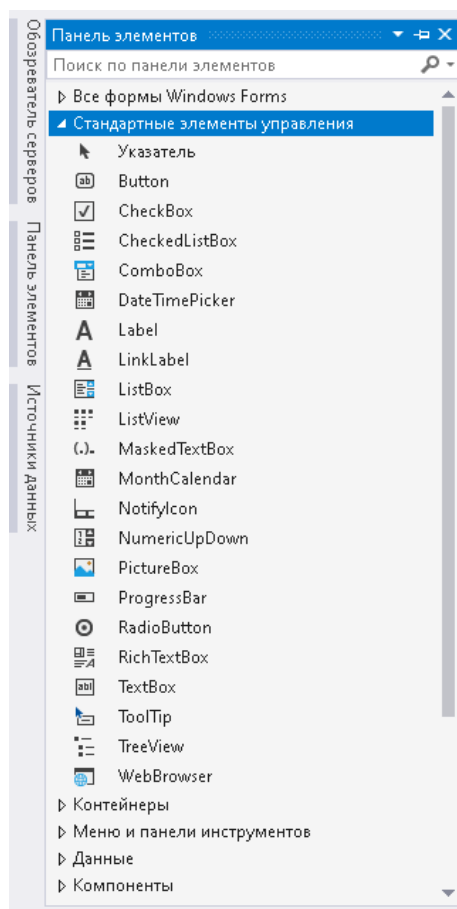 Обозреватель серверов
Панель элементов
Источники данных
Панель элементов
Поиск по панели элементов
Все формы Windows Forms
Стандартные элементы управления
Указатель
Button
CheckBox
CheckedListBox
ComboBox
DateTimePicker
Label
LinkLabel
ListBox
ListView
MaskedTextBox
MonthCalendar
NotifyIcon
NumericUpDown
PictureBox
ProgressBar
RadioButton
RichTextBox
TextBox
ToolTip
TreeView
WebBrowser
Контейнеры
Меню и панели инструментов
Данные
Компоненты